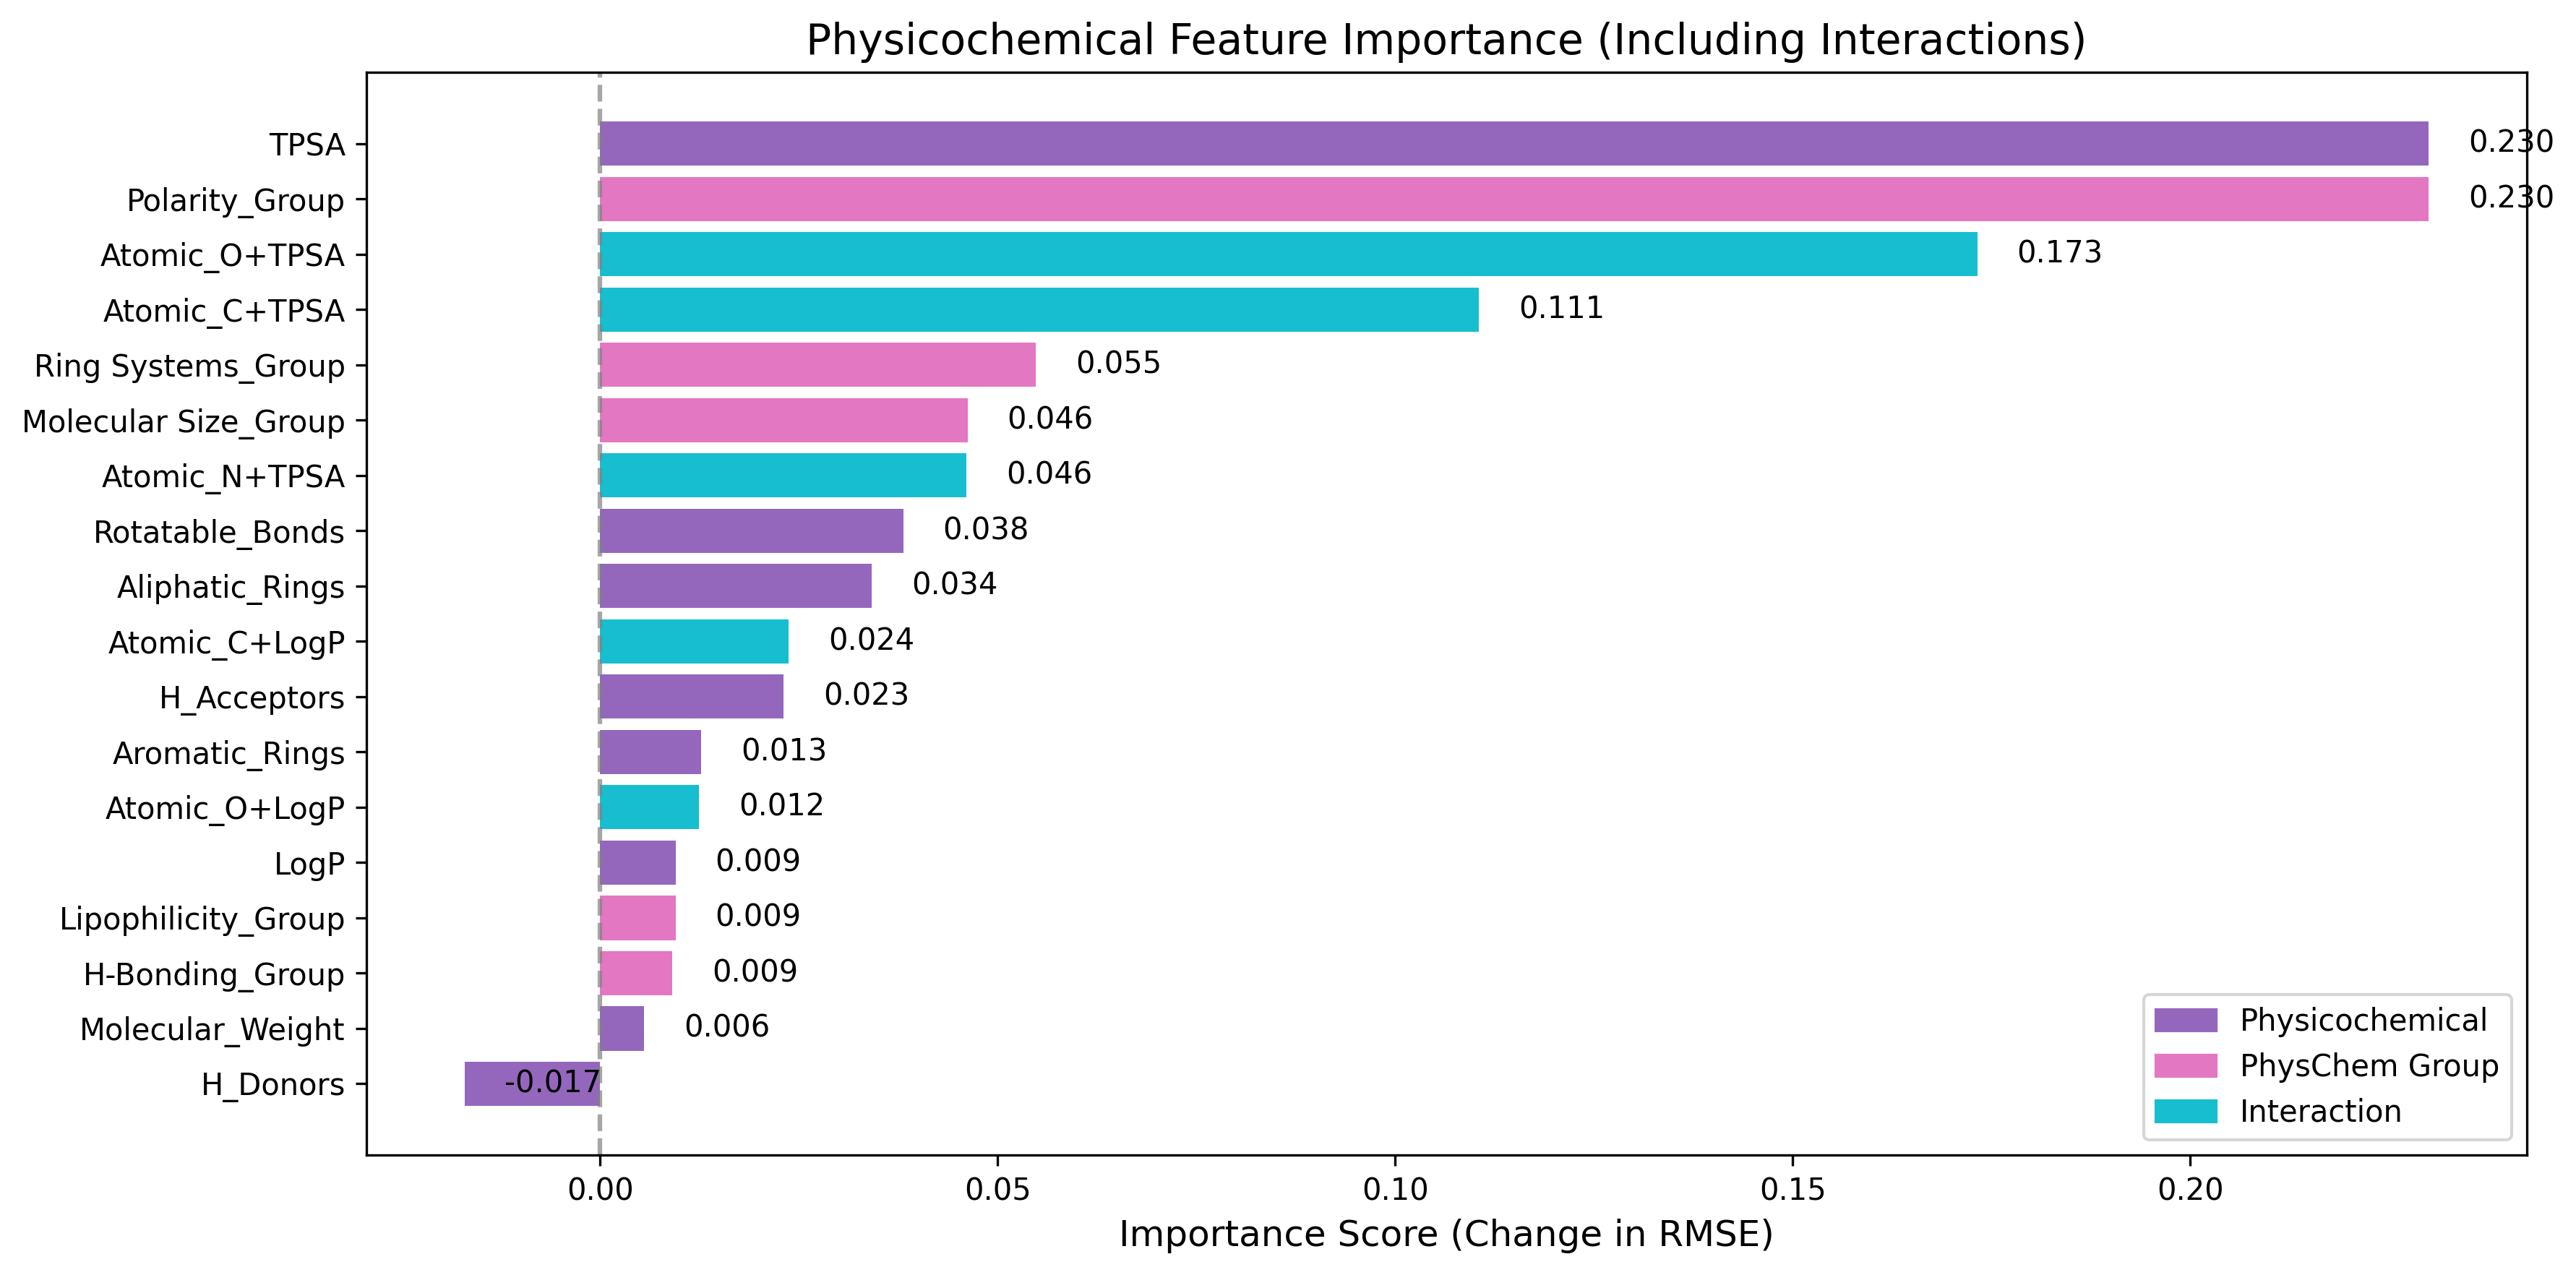 Physicochemical Feature Importance (Including Interactions)
TPSA 0.230
Polarity_Group 0.230
Atomic_O+TPSA 0.173
Atomic_C+TPSA 0.111
Ring Systems_Group 0.055
Molecular Size_Group 0.046
Atomic_N+TPSA 0.046
Rotatable_Bonds 0.038
Aliphatic_Rings 0.034
Atomic_C+LogP 0.024
H_Acceptors 0.023
Aromatic_Rings 0.013
Atomic_O+LogP 0.012
LogP 0.009
Lipophilicity_Group 0.009
H-Bonding_Group 0.009
Molecular_Weight 0.006
H_Donors -0.017
Physicochemical
PhysChem Group
Interaction
0.00 0.05 0.10 0.15 0.20
Importance Score (Change in RMSE)